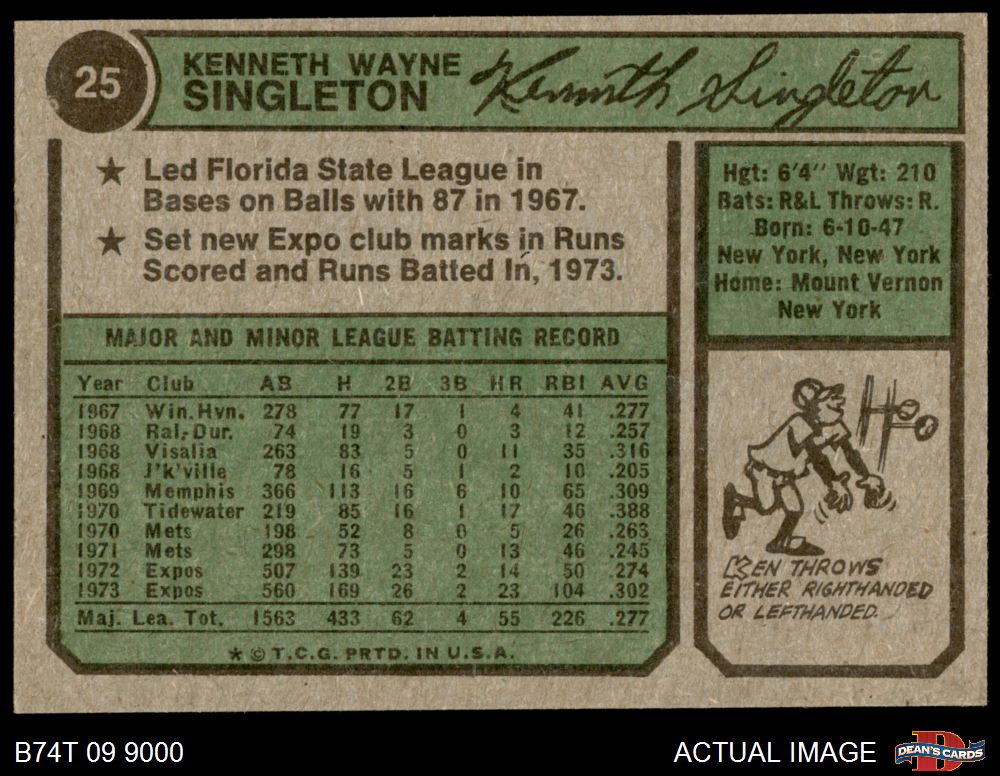 25
KENNETH WAYNE
SINGLETON
Kenneth Singleton
★ Led Florida State League in
Bases on Balls with 87 in 1967.
★ Set new Expo club marks in Runs
Scored and Runs Batted In, 1973.
Hgt: 6'4'' Wgt: 210
Bats: R&L Throws: R.
Born: 6-10-47
New York, New York
Home: Mount Vernon
New York
MAJOR AND MINOR LEAGUE BATTING RECORD
Year Club AB H 2B 3B HR RBI AVG
1967 Win. Hvn. 278 77 17 1 4 41 .277
1968 Ral.-Dur. 74 19 3 0 3 12 .257
1968 Visalia 263 83 5 0 11 35 .316
1968 J'k'ville 78 16 5 1 2 10 .205
1969 Memphis 366 113 16 6 10 65 .309
1970 Tidewater 219 85 16 1 17 46 .388
1970 Mets 198 52 8 0 5 26 .263
1971 Mets 298 73 5 0 13 46 .245
1972 Expos 507 139 23 2 14 50 .274
1973 Expos 560 169 26 2 23 104 .302
Maj. Lea. Tot. 1563 433 62 4 55 226 .277
★ © T.C.G. PRTD. IN U.S.A.
KEN THROWS
EITHER RIGHTHANDED
OR LEFTHANDED.
B74T 09 9000
ACTUAL IMAGE
DEAN'S CARDS